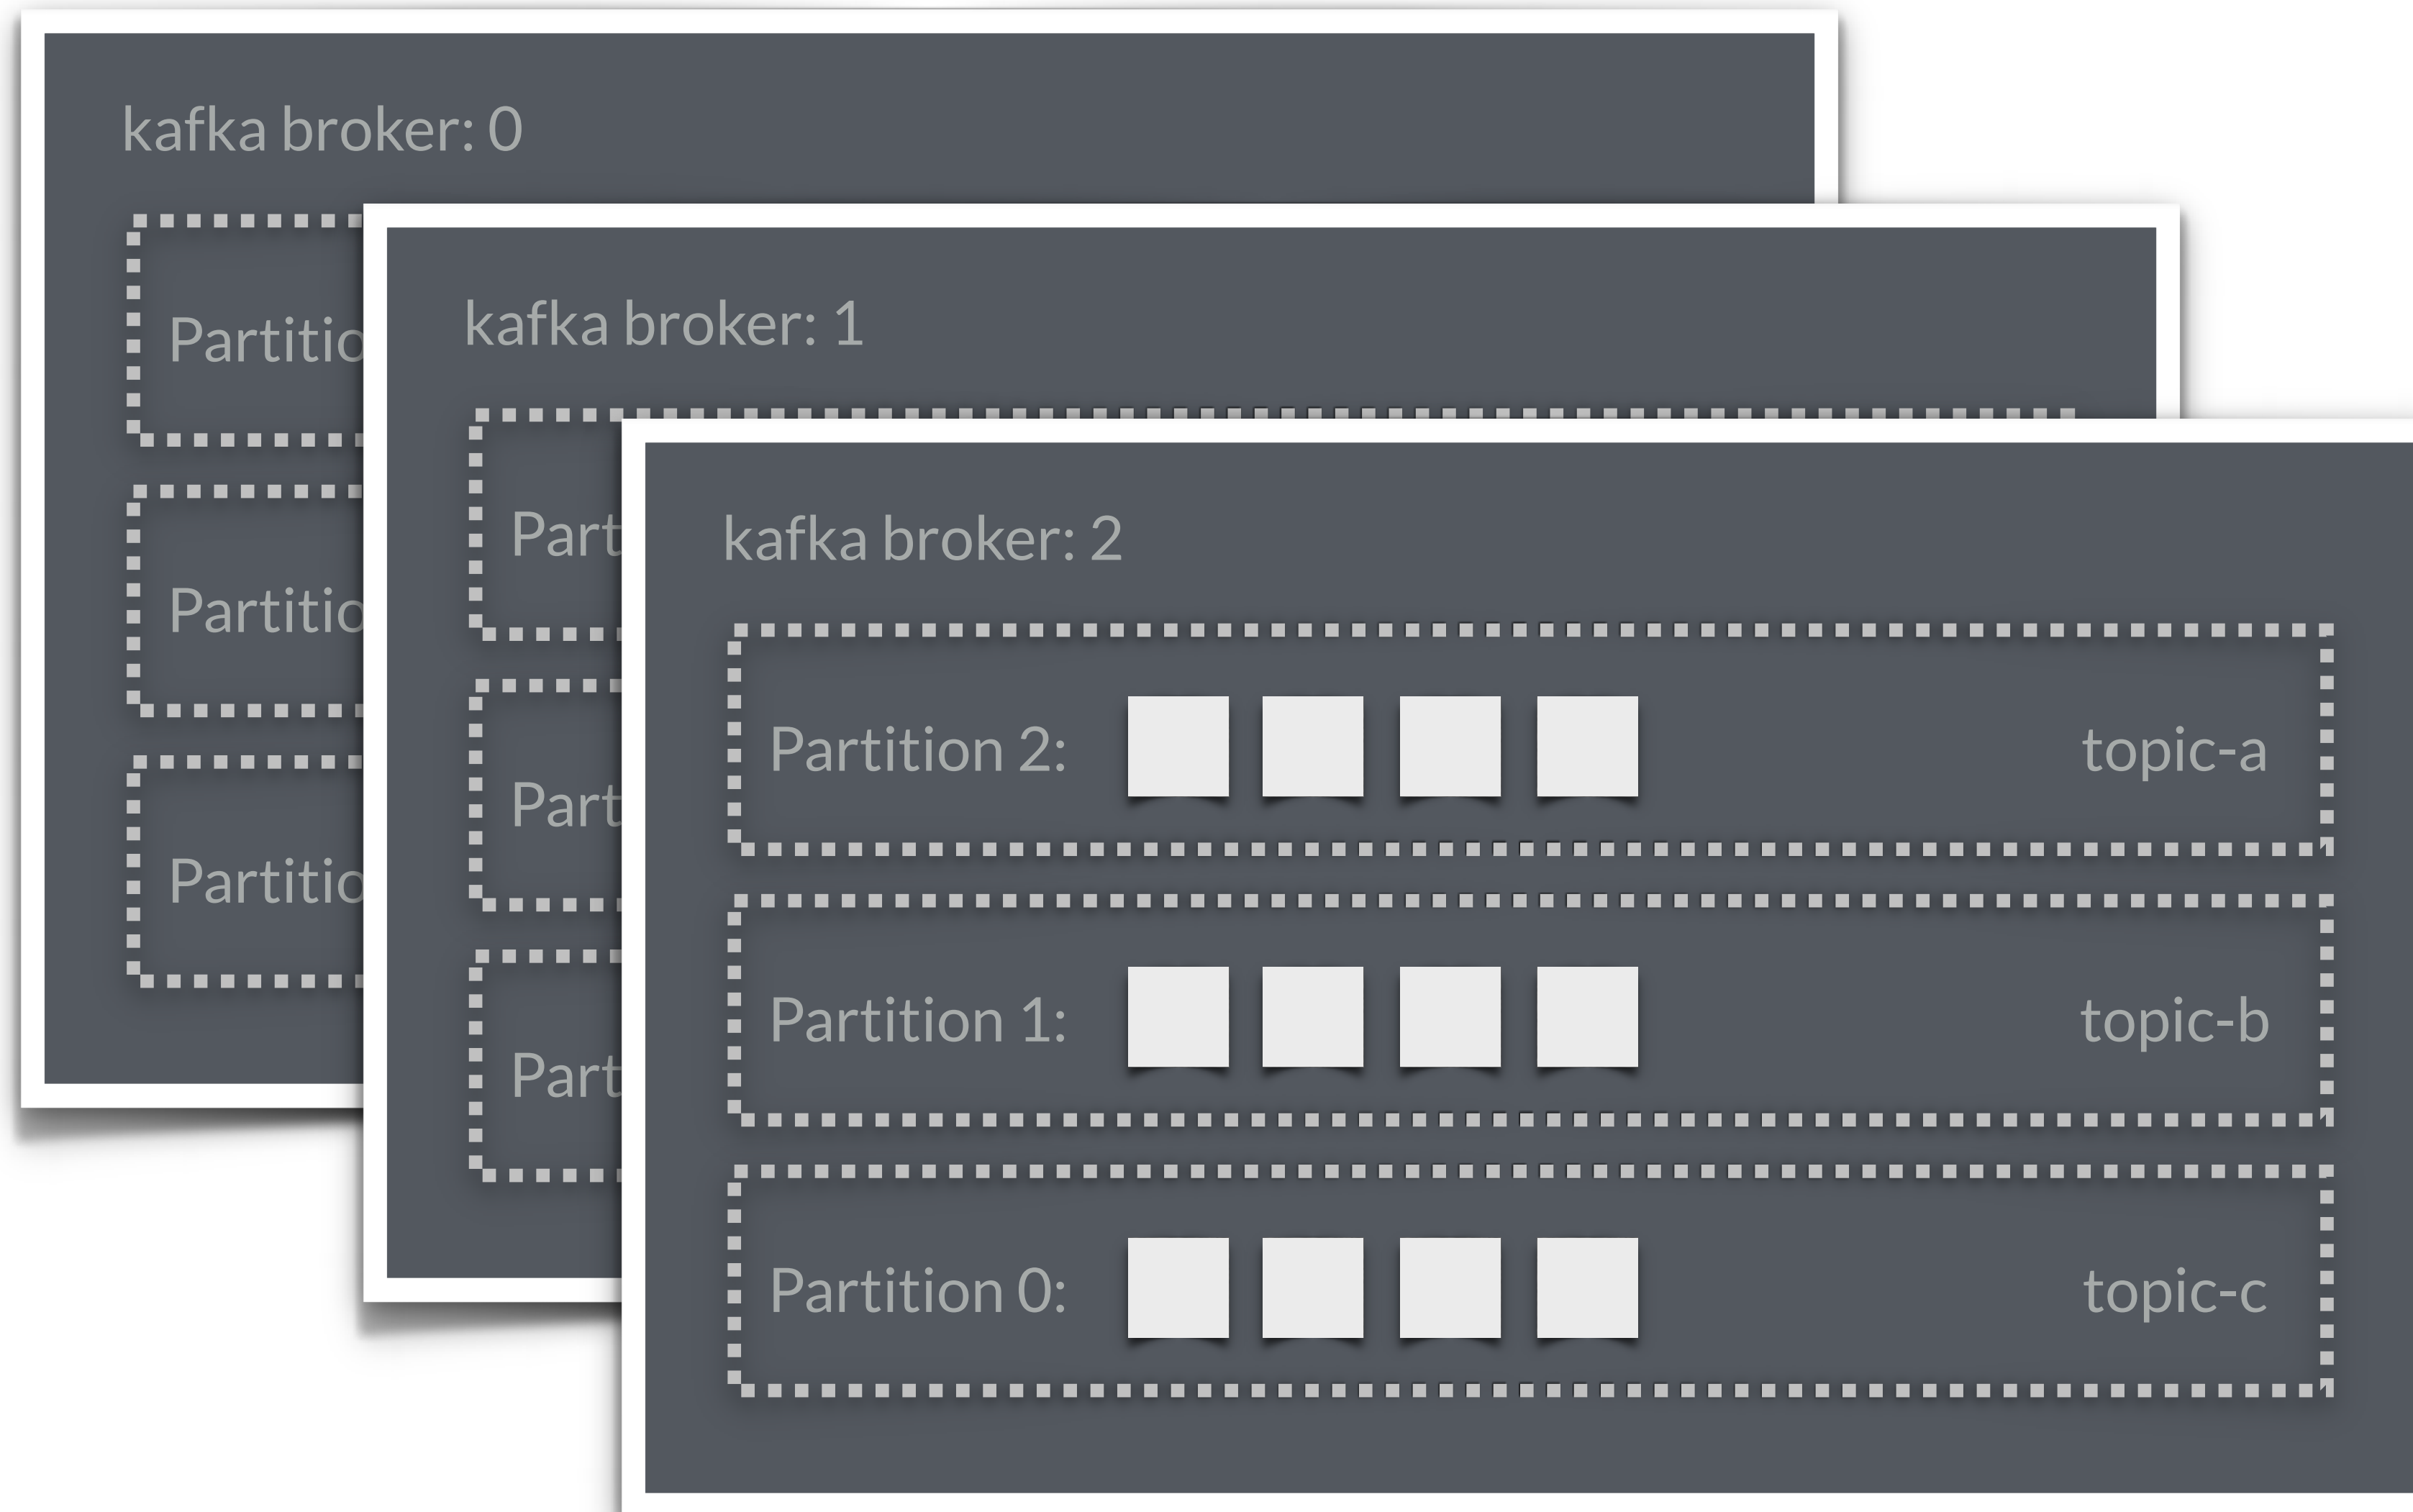 kafka broker: 0
Partitio
Partitio
Partitio
kafka broker: 1
Part
Part
Part
kafka broker: 2
Partition 2: topic-a
Partition 1: topic-b
Partition 0: topic-c